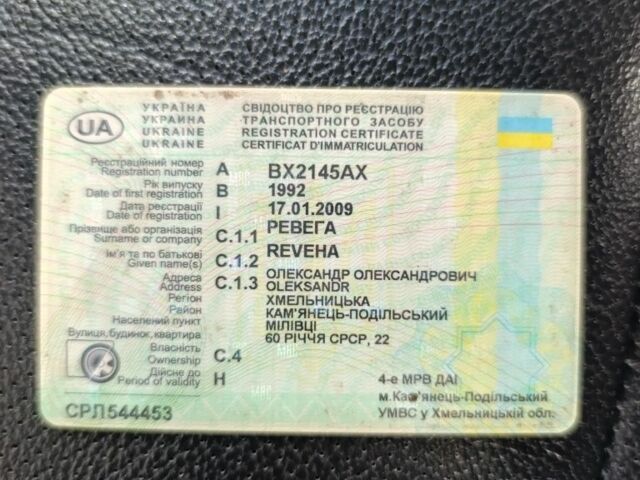 UA
УКРАЇНА
УКРАИНА
UKRAINE
UKRAINE
СВІДОЦТВО ПРО РЕЄСТРАЦІЮ
ТРАНСПОРТНОГО ЗАСОБУ
REGISTRATION CERTIFICATE
CERTIFICAT D'IMMATRICULATION
Реєстраційний номер
Registration number A BX2145AX
Рік випуску
Date of first registration B 1992
Дата реєстрації
Date of registration I 17.01.2009
Прізвище або організація
Surname or company C.1.1 РЕВЕГА
REVEHA
ім'я та по батькові
Given name(s) C.1.2 ОЛЕКСАНДР ОЛЕКСАНДРОВИЧ
OLEKSANDR
Адреса
Address C.1.3
Регіон ХМЕЛЬНИЦЬКА
Район КАМ'ЯНЕЦЬ-ПОДІЛЬСЬКИЙ
Населений пункт МІЛІВЦІ
Вулиця,будинок,квартира 60 РІЧЧЯ СРСР, 22
Власність
Ownership C.4
Дійсне до
Period of validity H
4-е МРВ ДАІ
м.Кам'янець-Подільський
УМВС у Хмельницькій обл.
СРЛ544453